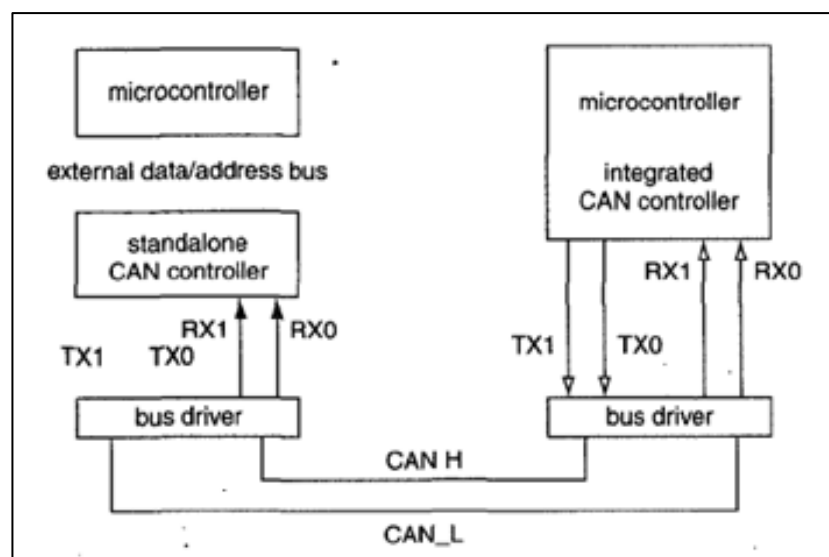 microcontroller
external data/address bus
standalone
CAN controller
RX1
RX0
TX1
TX0
bus driver
microcontroller
integrated
CAN controller
RX1
RX0
TX1
TX0
bus driver
CAN H
CAN_L